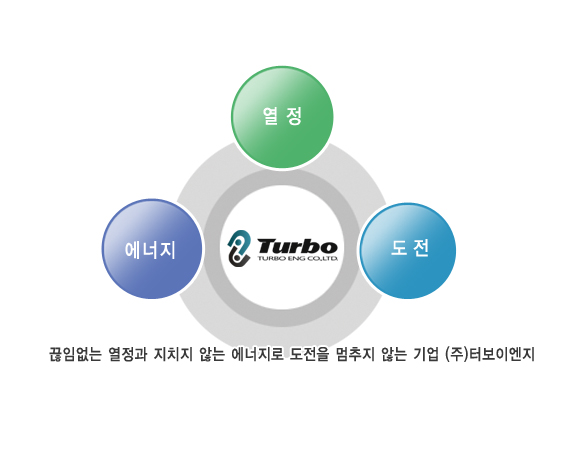 열 정
에너지
Turbo
TURBO ENG CO.,LTD.
도 전
끊임없는 열정과 지치지 않는 에너지로 도전을 멈추지 않는 기업 (주)터보이엔지